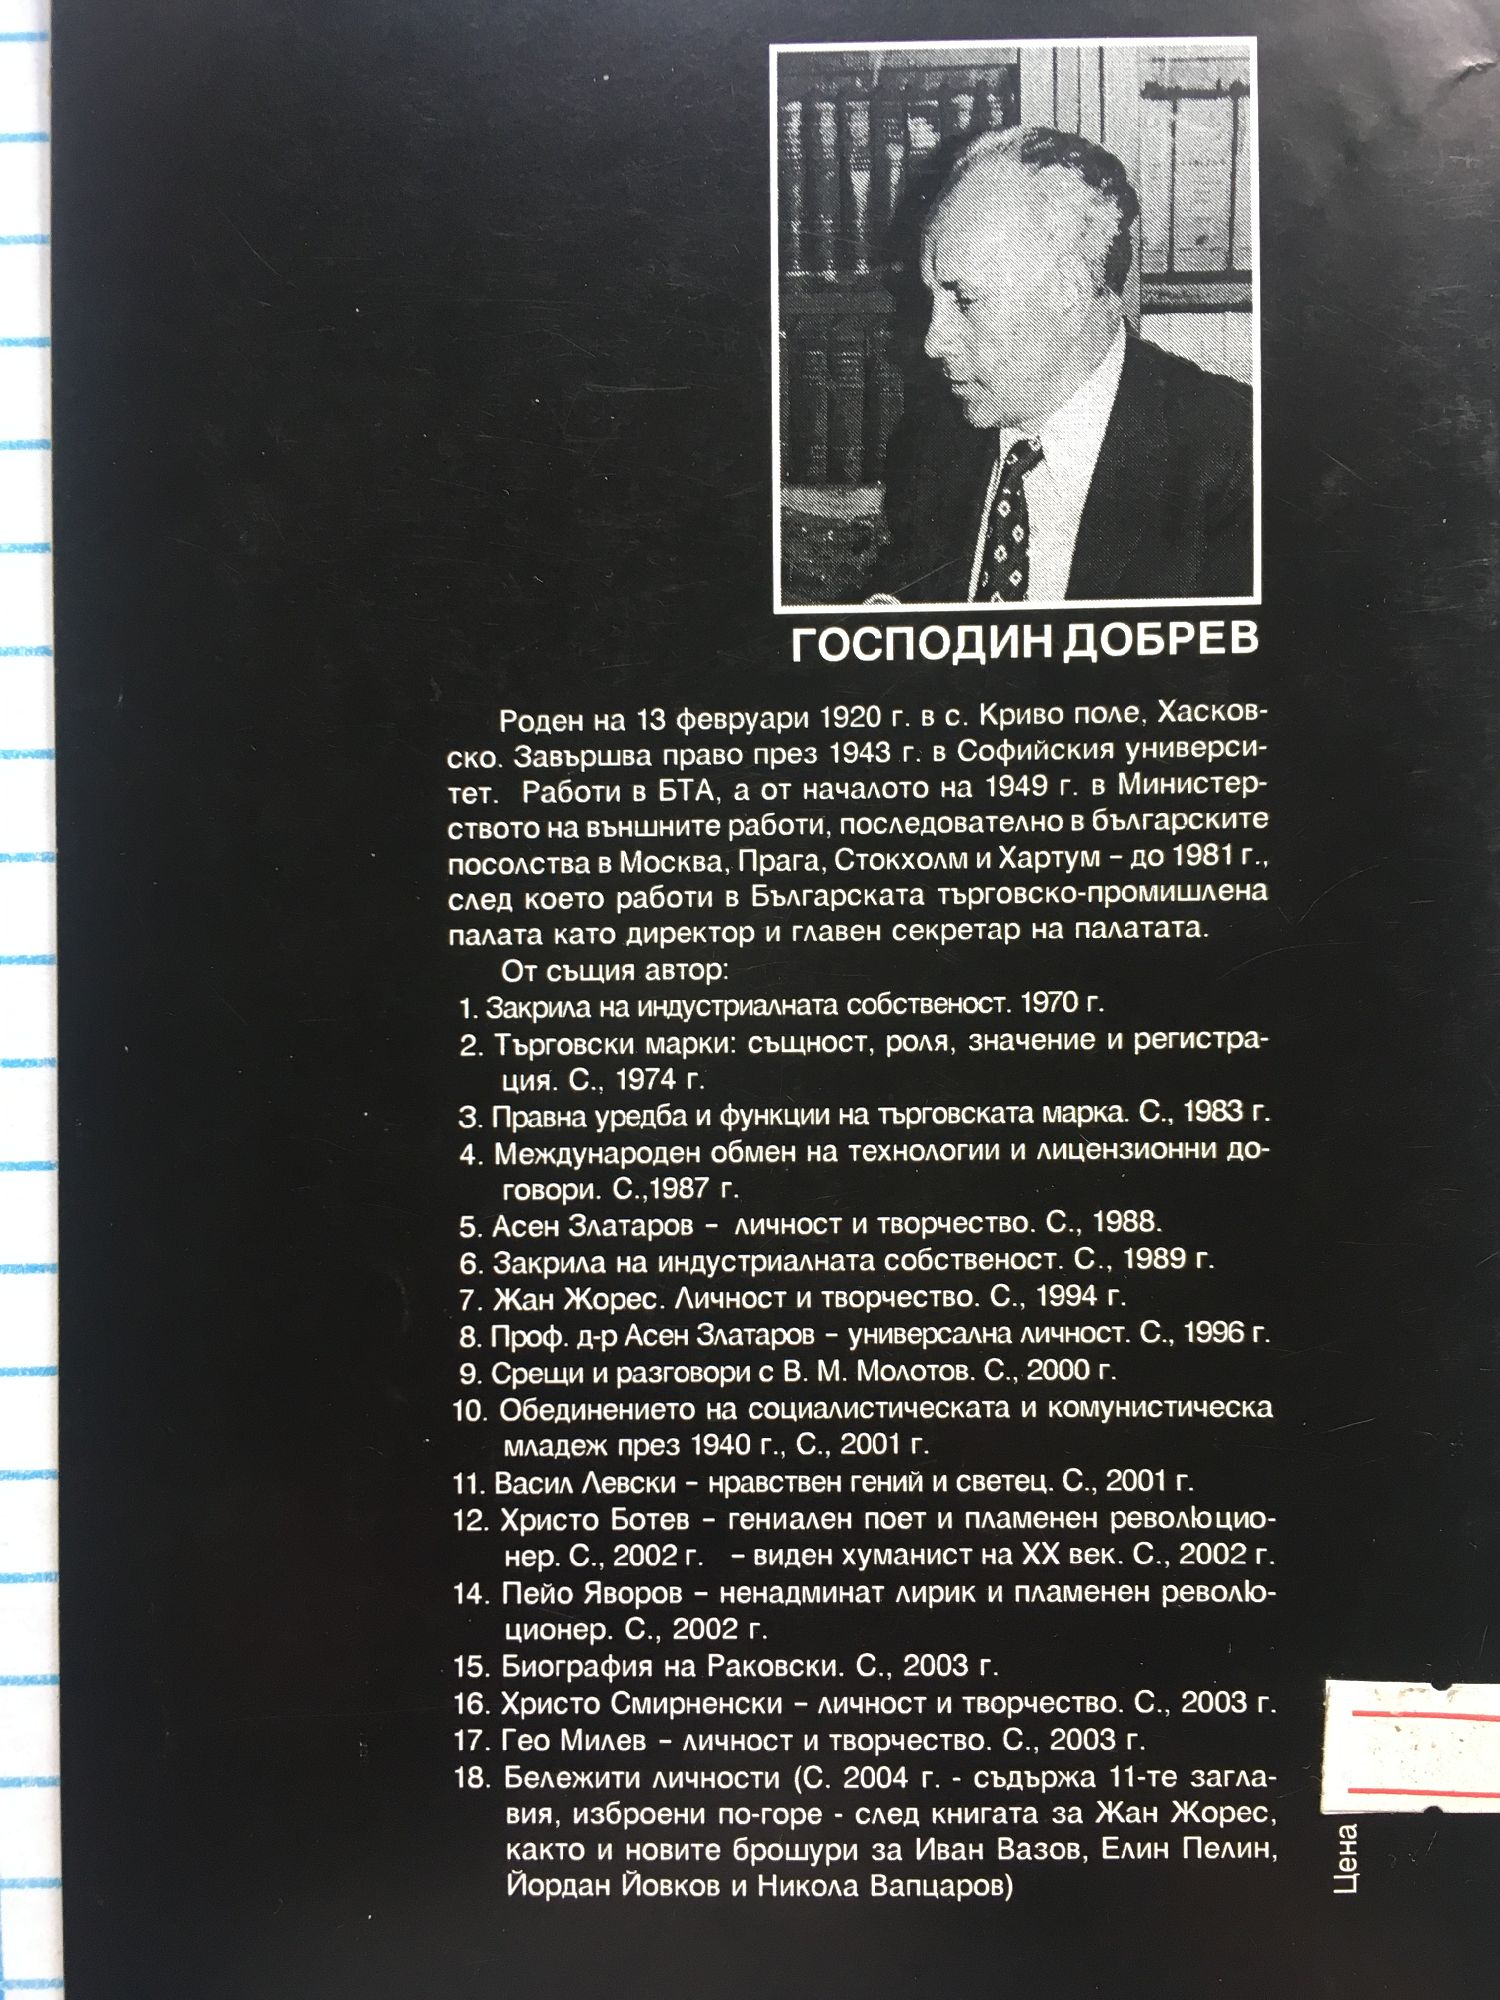 ГОСПОДИН ДОБРЕВ
Роден на 13 февруари 1920 г. в с. Криво поле, Хасков-
ско. Завършва право през 1943 г. в Софийския универси-
тет. Работи в БТА, а от началото на 1949 г. в Министер-
ството на външните работи, последователно в българските
посолства в Москва, Прага, Стокхолм и Хартум – до 1981 г.,
след което работи в Българската търговско-промишлена
палата като директор и главен секретар на палатата.
От същия автор:
1. Закрила на индустриалната собственост. 1970 г.
2. Търговски марки: същност, роля, значение и регистра-
ция. С., 1974 г.
3. Правна уредба и функции на търговската марка. С., 1983 г.
4. Международен обмен на технологии и лицензионни до-
говори. С.,1987 г.
5. Асен Златаров – личност и творчество. С., 1988.
6. Закрила на индустриалната собственост. С., 1989 г.
7. Жан Жорес. Личност и творчество. С., 1994 г.
8. Проф. д-р Асен Златаров – универсална личност. С., 1996 г.
9. Срещи и разговори с В. М. Молотов. С., 2000 г.
10. Обединението на социалистическата и комунистическа
младеж през 1940 г., С., 2001 г.
11. Васил Левски – нравствен гений и светец. С., 2001 г.
12. Христо Ботев – гениален поет и пламенен революцио-
нер. С., 2002 г. – виден хуманист на XX век. С., 2002 г.
14. Пейо Яворов – ненадминат лирик и пламенен револю-
ционер. С., 2002 г.
15. Биография на Раковски. С., 2003 г.
16. Христо Смирненски – личност и творчество. С., 2003 г.
17. Гео Милев – личност и творчество. С., 2003 г.
18. Бележити личности (С. 2004 г. - съдържа 11-те загла-
вия, изброени по-горе - след книгата за Жан Жорес,
както и новите брошури за Иван Вазов, Елин Пелин,
Йордан Йовков и Никола Вапцаров)
Цена